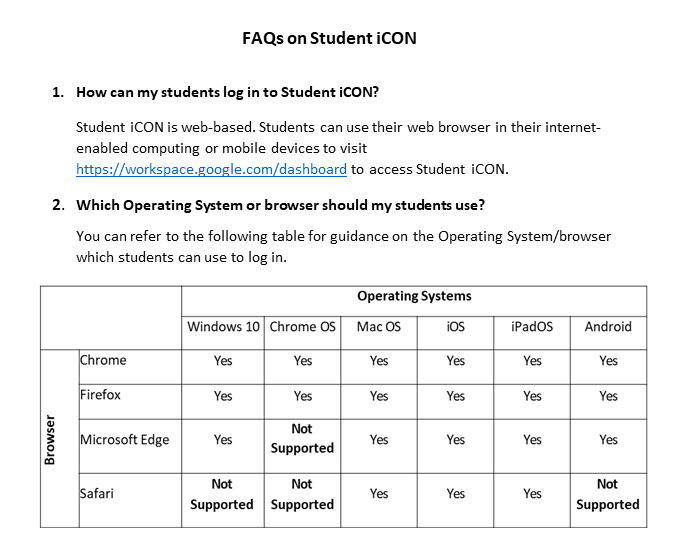 FAQs on Student iCON
1. How can my students log in to Student iCON?
Student iCON is web-based. Students can use their web browser in their internet-
enabled computing or mobile devices to visit
https://workspace.google.com/dashboard to access Student iCON.
2. Which Operating System or browser should my students use?
You can refer to the following table for guidance on the Operating System/browser
which students can use to log in.
Operating Systems
Windows 10 Chrome OS Mac OS iOS iPadOS Android
Browser
Chrome Yes Yes Yes Yes Yes Yes
Firefox Yes Yes Yes Yes Yes Yes
Microsoft Edge Yes Not Supported Yes Yes Yes Yes
Safari Not Supported Not Supported Yes Yes Yes Not Supported